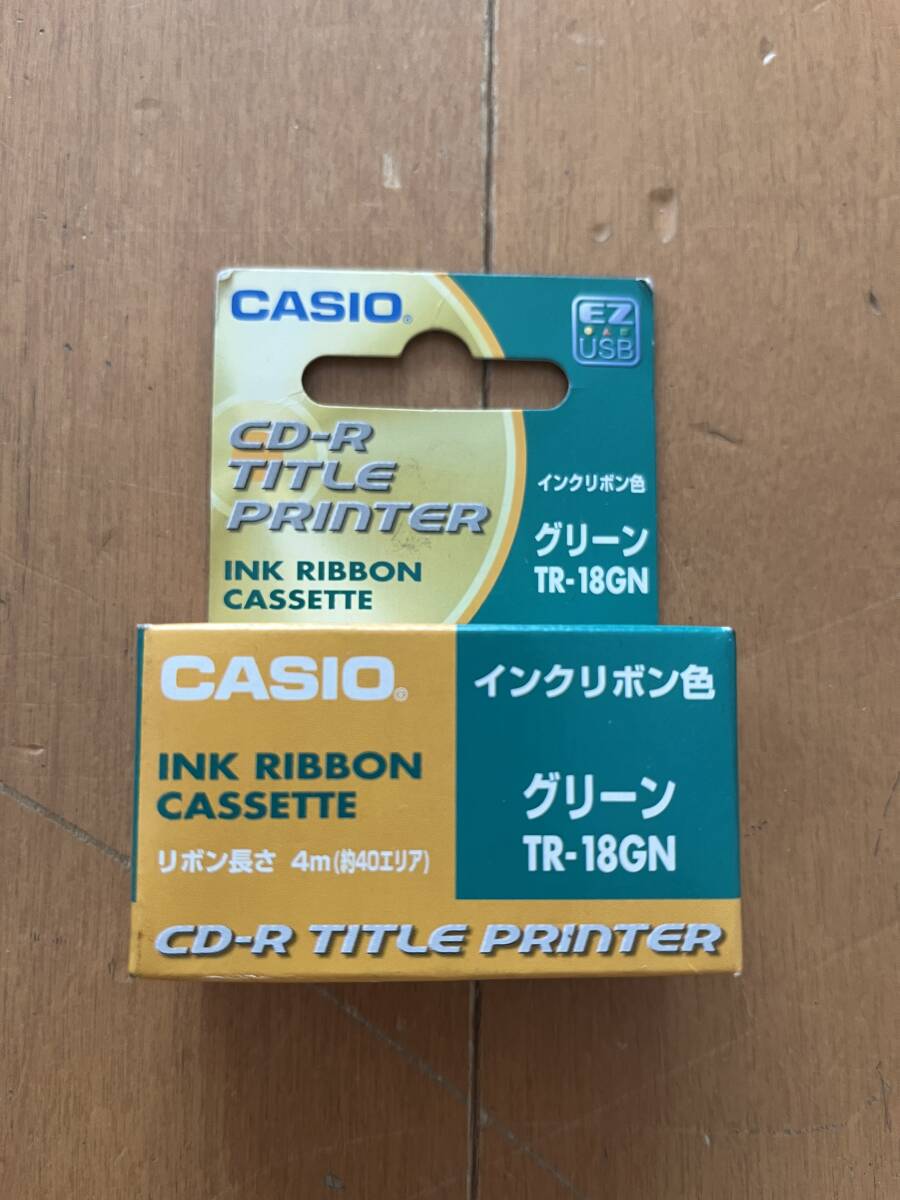 CASIO®
EZ
USB
CD-R
TITLE
PRINTER
インクリボン色
グリーン
TR-18GN
INK RIBBON
CASSETTE
CASIO®
インクリボン色
INK RIBBON
CASSETTE
グリーン
TR-18GN
リボン長さ 4m(約40エリア)
CD-R TITLE PRINTER